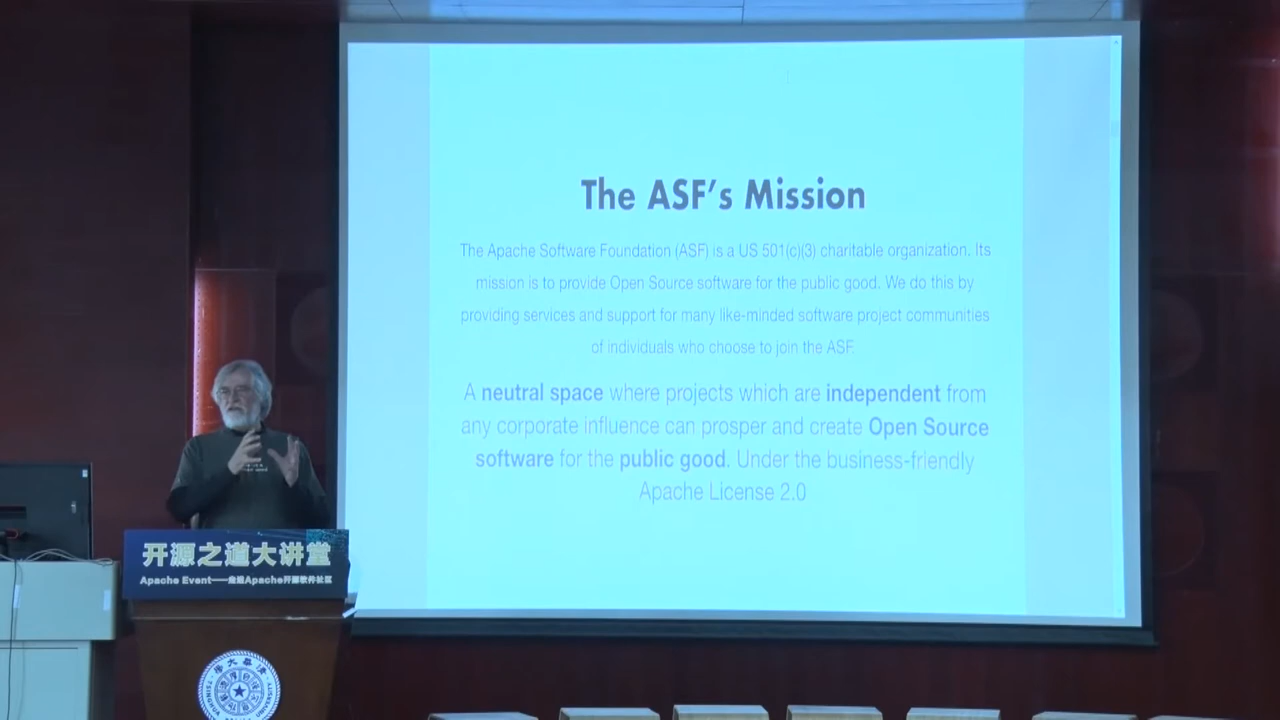 The ASF's Mission
The Apache Software Foundation (ASF) is a US 501(c)(3) charitable organization. Its
mission is to provide Open Source software for the public good. We do this by
providing services and support for many like-minded software project communities
of individuals who choose to join the ASF.
A neutral space where projects which are independent from
any corporate influence can prosper and create Open Source
software for the public good. Under the business-friendly
Apache License 2.0
开源之道大讲堂
Apache Event——走进Apache开源软件社区
TSINGHUA UNIVERSITY